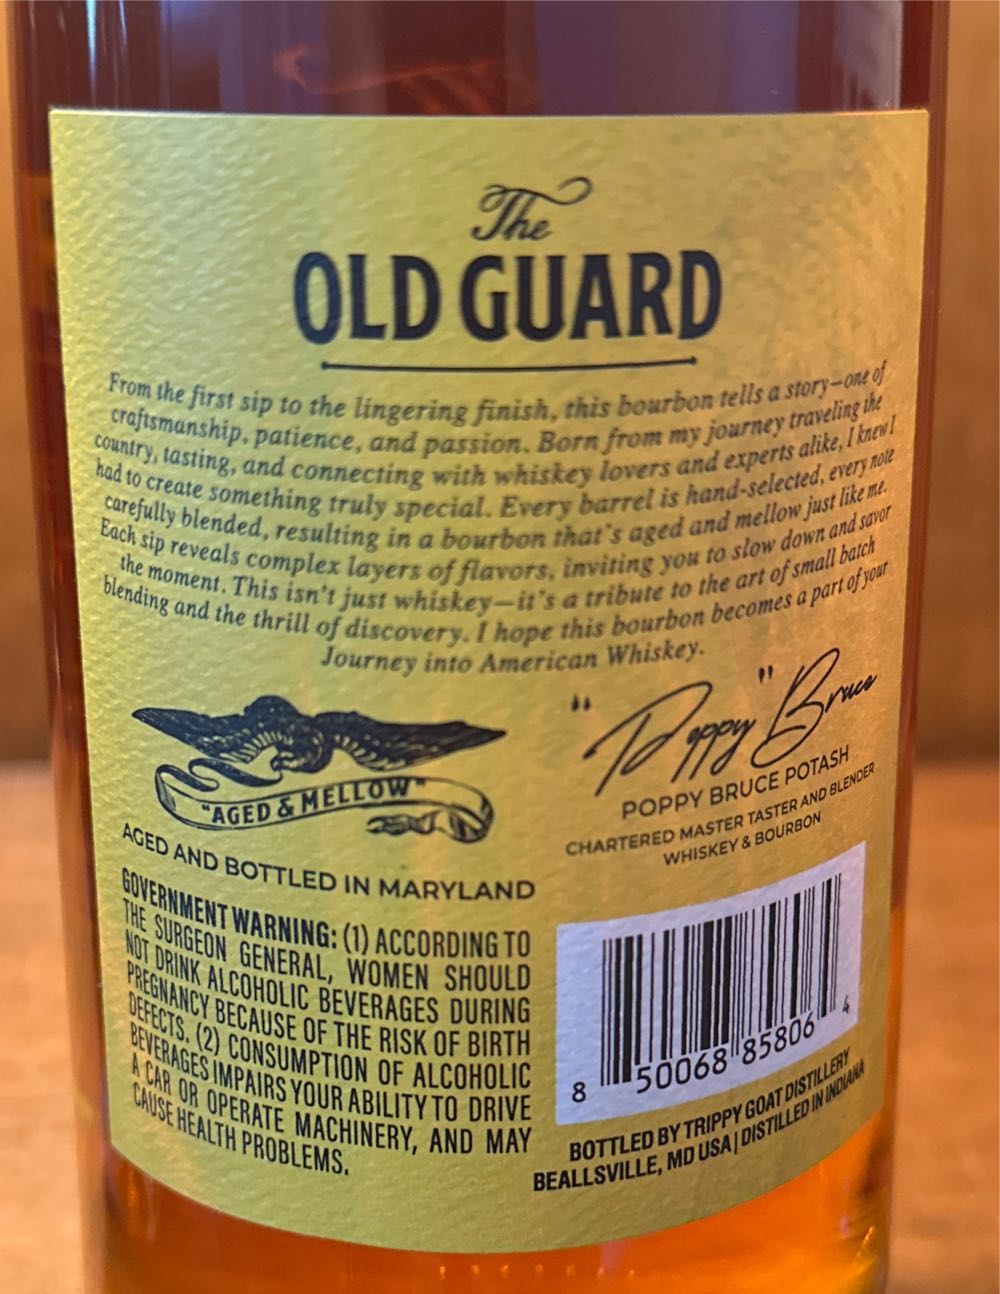 The
OLD GUARD
From the first sip to the lingering finish, this bourbon tells a story—one of
craftsmanship, patience, and passion. Born from my journey traveling the
country, tasting, and connecting with whiskey lovers and experts alike, I knew I
had to create something truly special. Every barrel is hand-selected, every note
carefully blended, resulting in a bourbon that's aged and mellow just like me.
Each sip reveals complex layers of flavors, inviting you to slow down and savor
the moment. This isn't just whiskey—it's a tribute to the art of small batch
blending and the thrill of discovery. I hope this bourbon becomes a part of your
Journey into American Whiskey.
"AGED & MELLOW"
AGED AND BOTTLED IN MARYLAND
"Poppy" Bruce
POPPY BRUCE POTASH
CHARTERED MASTER TASTER AND BLENDER
WHISKEY & BOURBON
GOVERNMENT WARNING: (1) ACCORDING TO
THE SURGEON GENERAL, WOMEN SHOULD
NOT DRINK ALCOHOLIC BEVERAGES DURING
PREGNANCY BECAUSE OF THE RISK OF BIRTH
DEFECTS. (2) CONSUMPTION OF ALCOHOLIC
BEVERAGES IMPAIRS YOUR ABILITY TO DRIVE
A CAR OR OPERATE MACHINERY, AND MAY
CAUSE HEALTH PROBLEMS.
8 50068 85806 4
BOTTLED BY TRIPPY GOAT DISTILLERY
BEALLSVILLE, MD USA | DISTILLED IN INDIANA